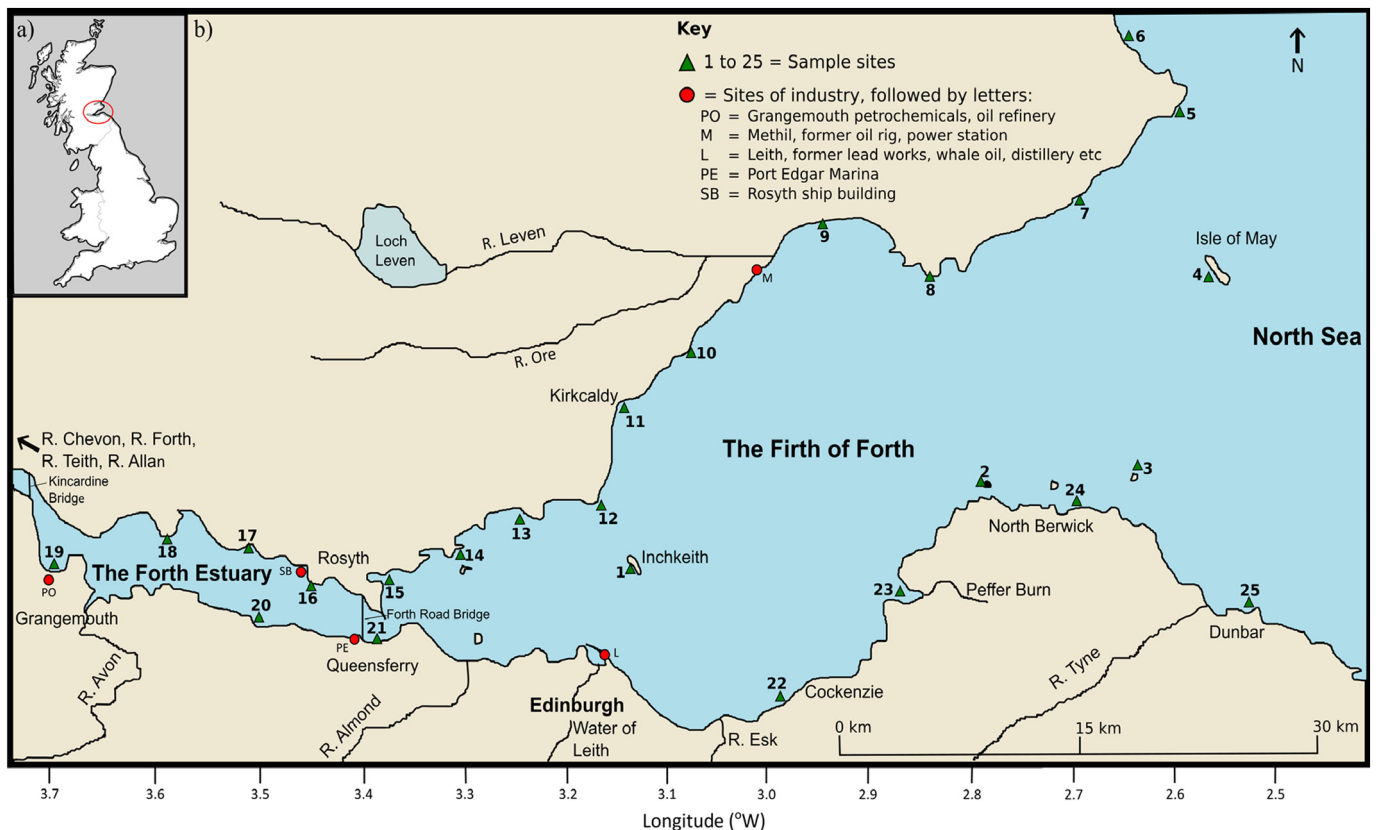 a)
b)
Key
1 to 25 = Sample sites
= Sites of industry, followed by letters:
PO = Grangemouth petrochemicals, oil refinery
M = Methil, former oil rig, power station
L = Leith, former lead works, whale oil, distillery etc
PE = Port Edgar Marina
SB = Rosyth ship building
N
6
5
7
9
8
Isle of May
4
North Sea
Loch
Leven
R. Leven
M
R. Ore
10
Kirkcaldy
11
The Firth of Forth
R. Chevon, R. Forth,
R. Teith, R. Allan
Kincardine
Bridge
2
3
24
North Berwick
12
13
14
17
18
19
PO
Grangemouth
The Forth Estuary
Rosyth
SB
16
15
Forth Road Bridge
20
21
PE
Queensferry
1
Inchkeith
23
Peffer Burn
25
Dunbar
L
22
Cockenzie
R. Avon
R. Almond
Edinburgh
Water of
Leith
R. Esk
R. Tyne
0 km
15 km
30 km
3.7
3.6
3.5
3.4
3.3
3.2
3.1
3.0
2.9
2.8
2.7
2.6
2.5
Longitude (°W)